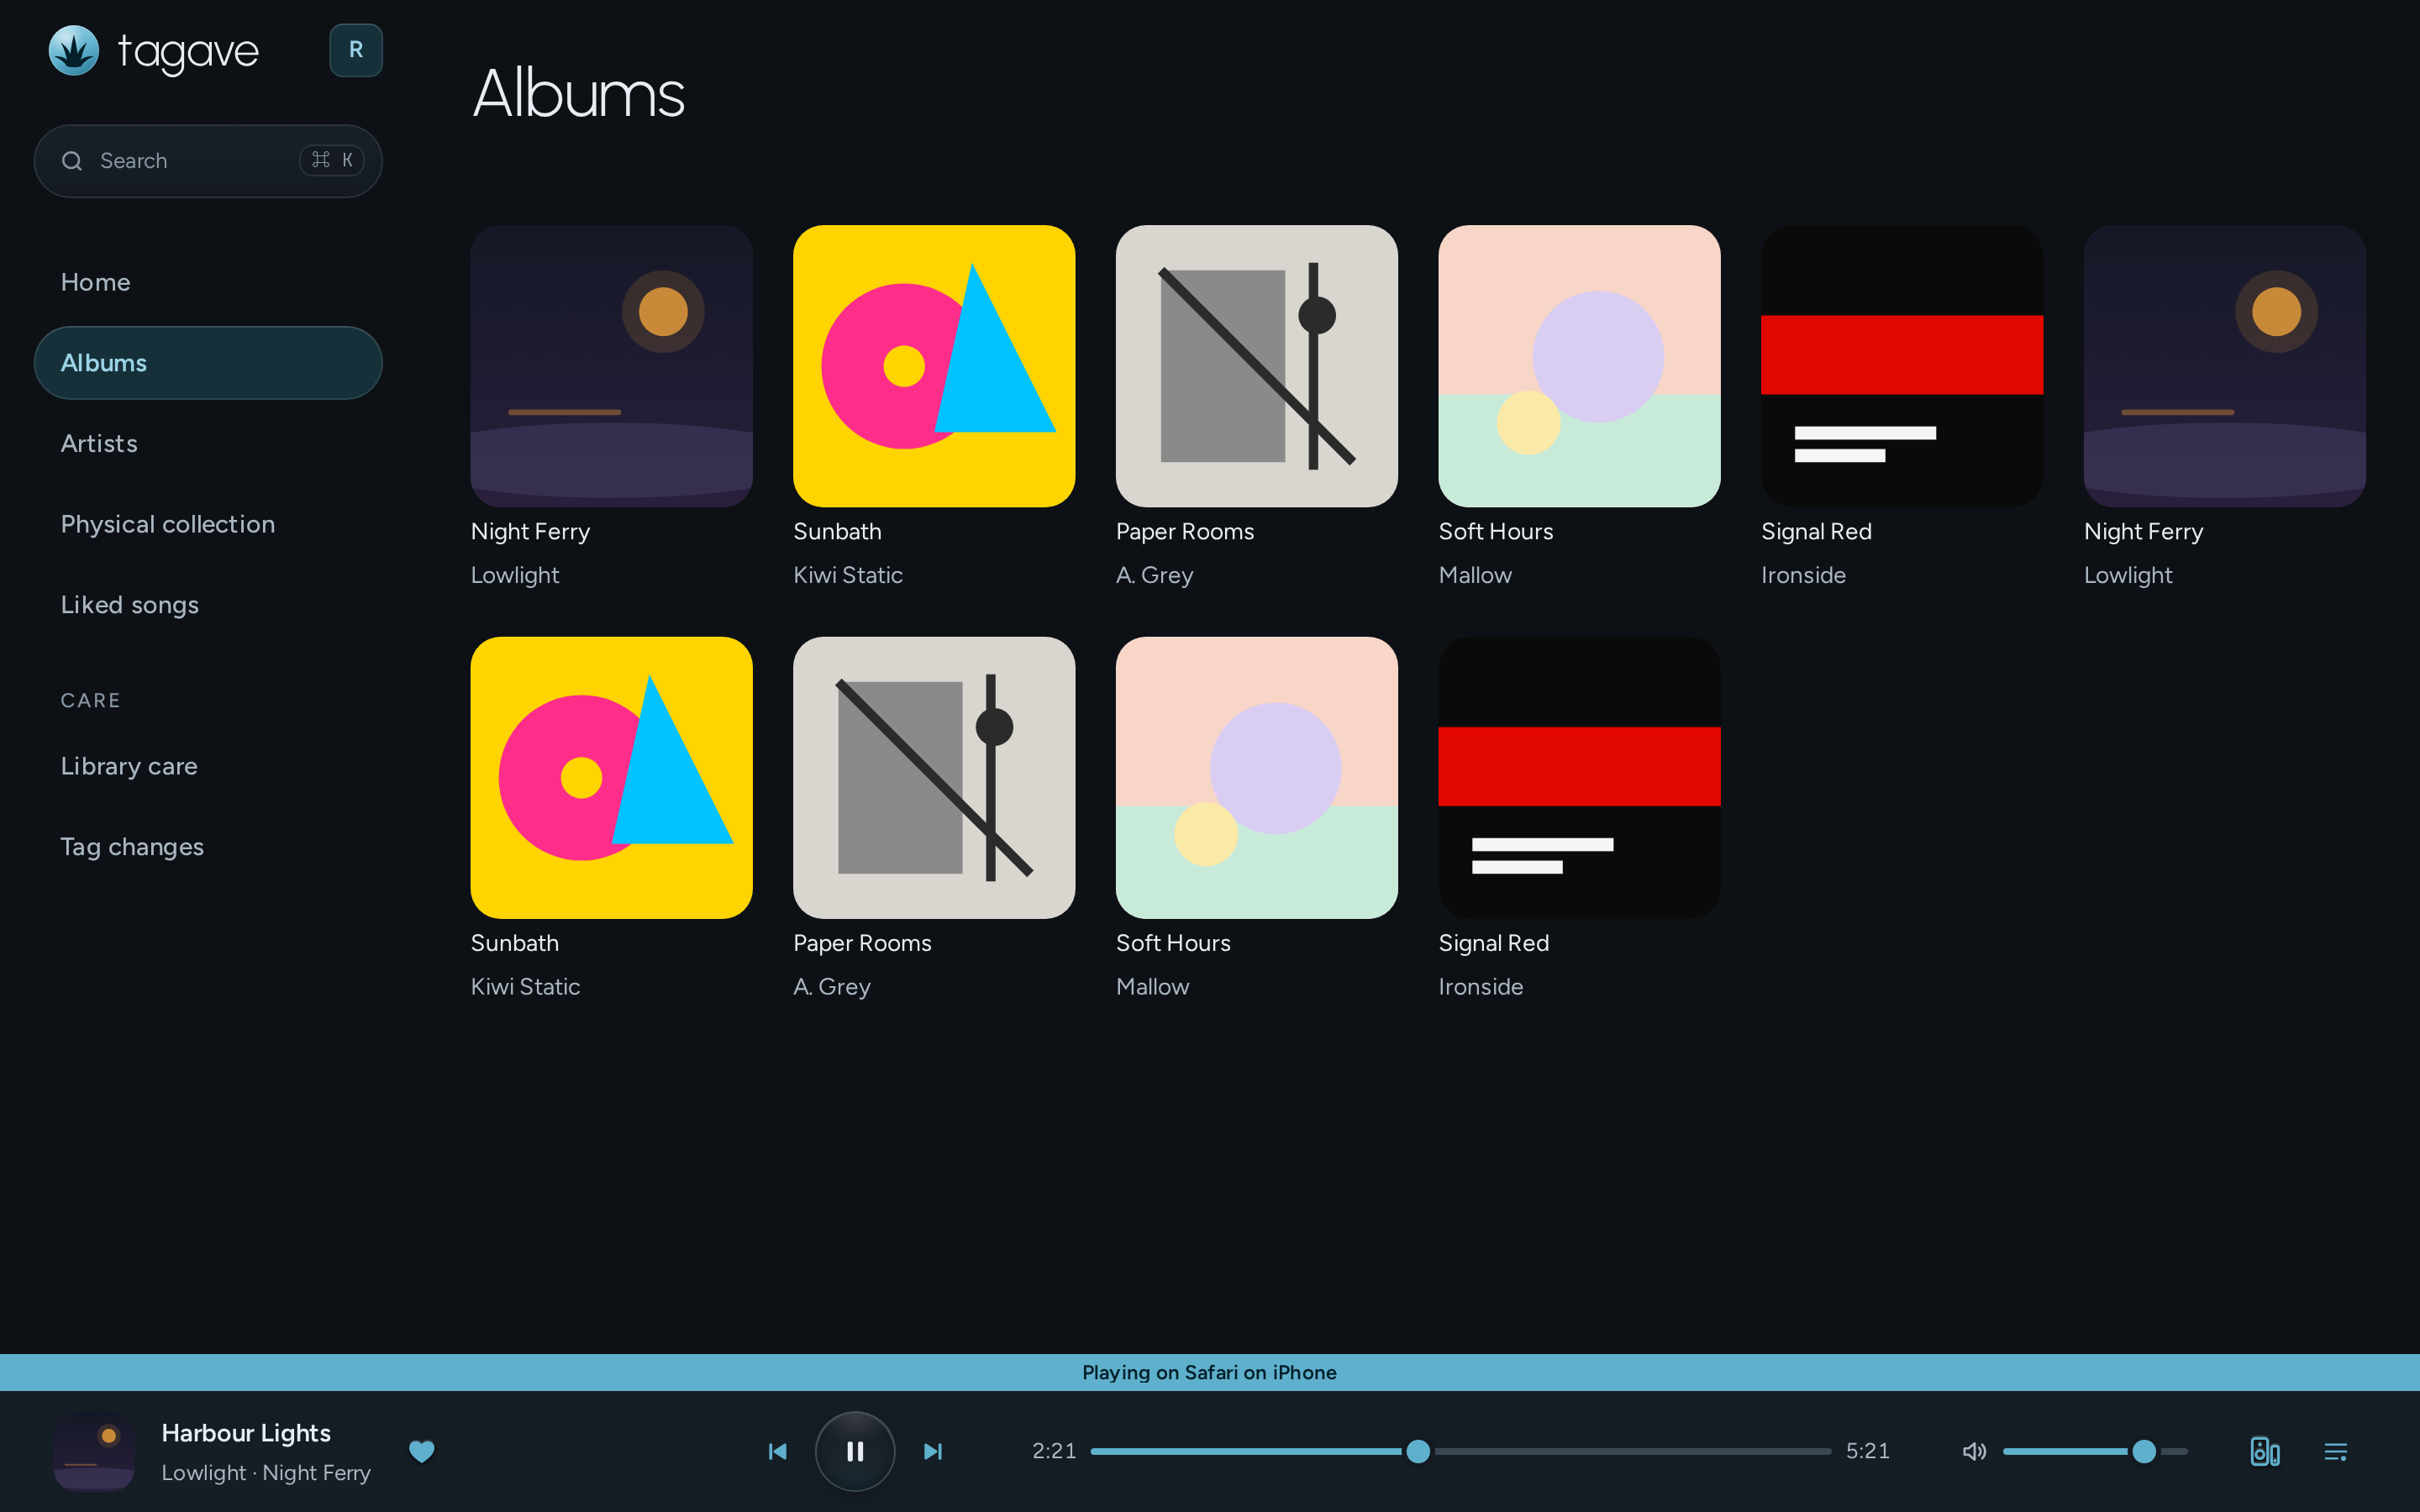 tagave
R
Search
⌘ K
Home
Albums
Artists
Physical collection
Liked songs
CARE
Library care
Tag changes
Albums
Night Ferry
Lowlight
Sunbath
Kiwi Static
Paper Rooms
A. Grey
Soft Hours
Mallow
Signal Red
Ironside
Night Ferry
Lowlight
Sunbath
Kiwi Static
Paper Rooms
A. Grey
Soft Hours
Mallow
Signal Red
Ironside
Playing on Safari on iPhone
Harbour Lights
Lowlight · Night Ferry
2:21
5:21